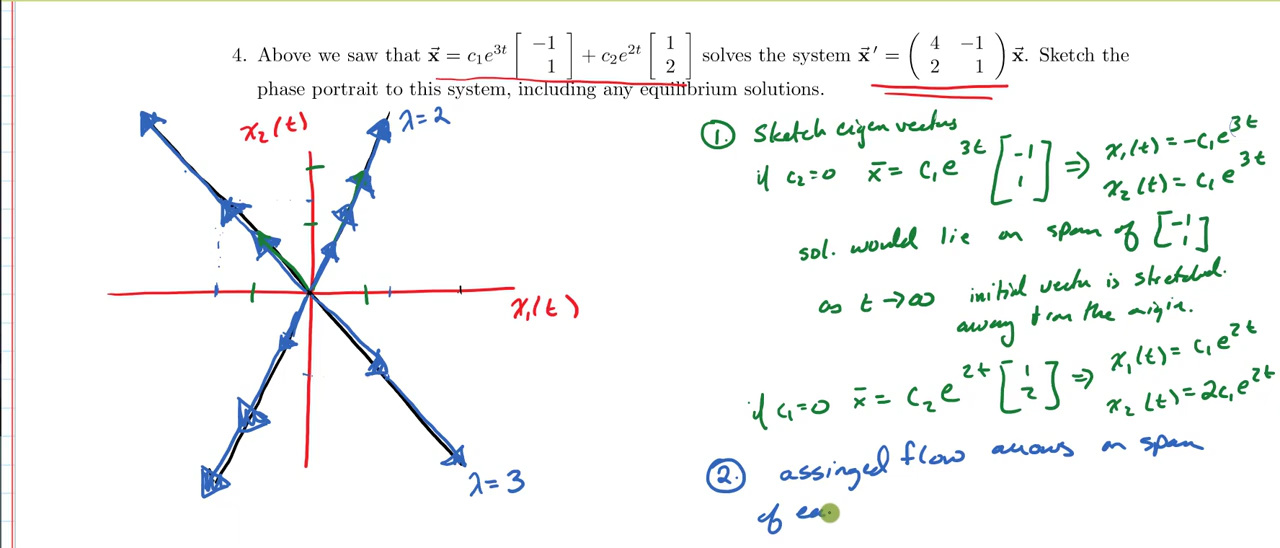 4. Above we saw that x⃗ = c₁e^{3t} [ −1 1 ] + c₂e^{2t} [ 1 2 ] solves the system x⃗ ′ = ( 4 −1 2 1 ) x⃗. Sketch the
phase portrait to this system, including any equilibrium solutions.
x₂(t)
λ=2
x₁(t)
λ=3
① Sketch eigenvectors
if c₂=0 x̄ = c₁e^{3t} [ −1 1 ] ⇒ x₁(t) = −c₁e^{3t}
x₂(t) = c₁e^{3t}
sol. would lie on span of [ −1 1 ]
as t→∞ initial vector is stretched
away from the origin.
if c₁=0 x̄ = c₂e^{2t} [ 1 2 ] ⇒ x₁(t) = c₁e^{2t}
x₂(t) = 2c₁e^{2t}
② assinged flow arrows on span
of ea